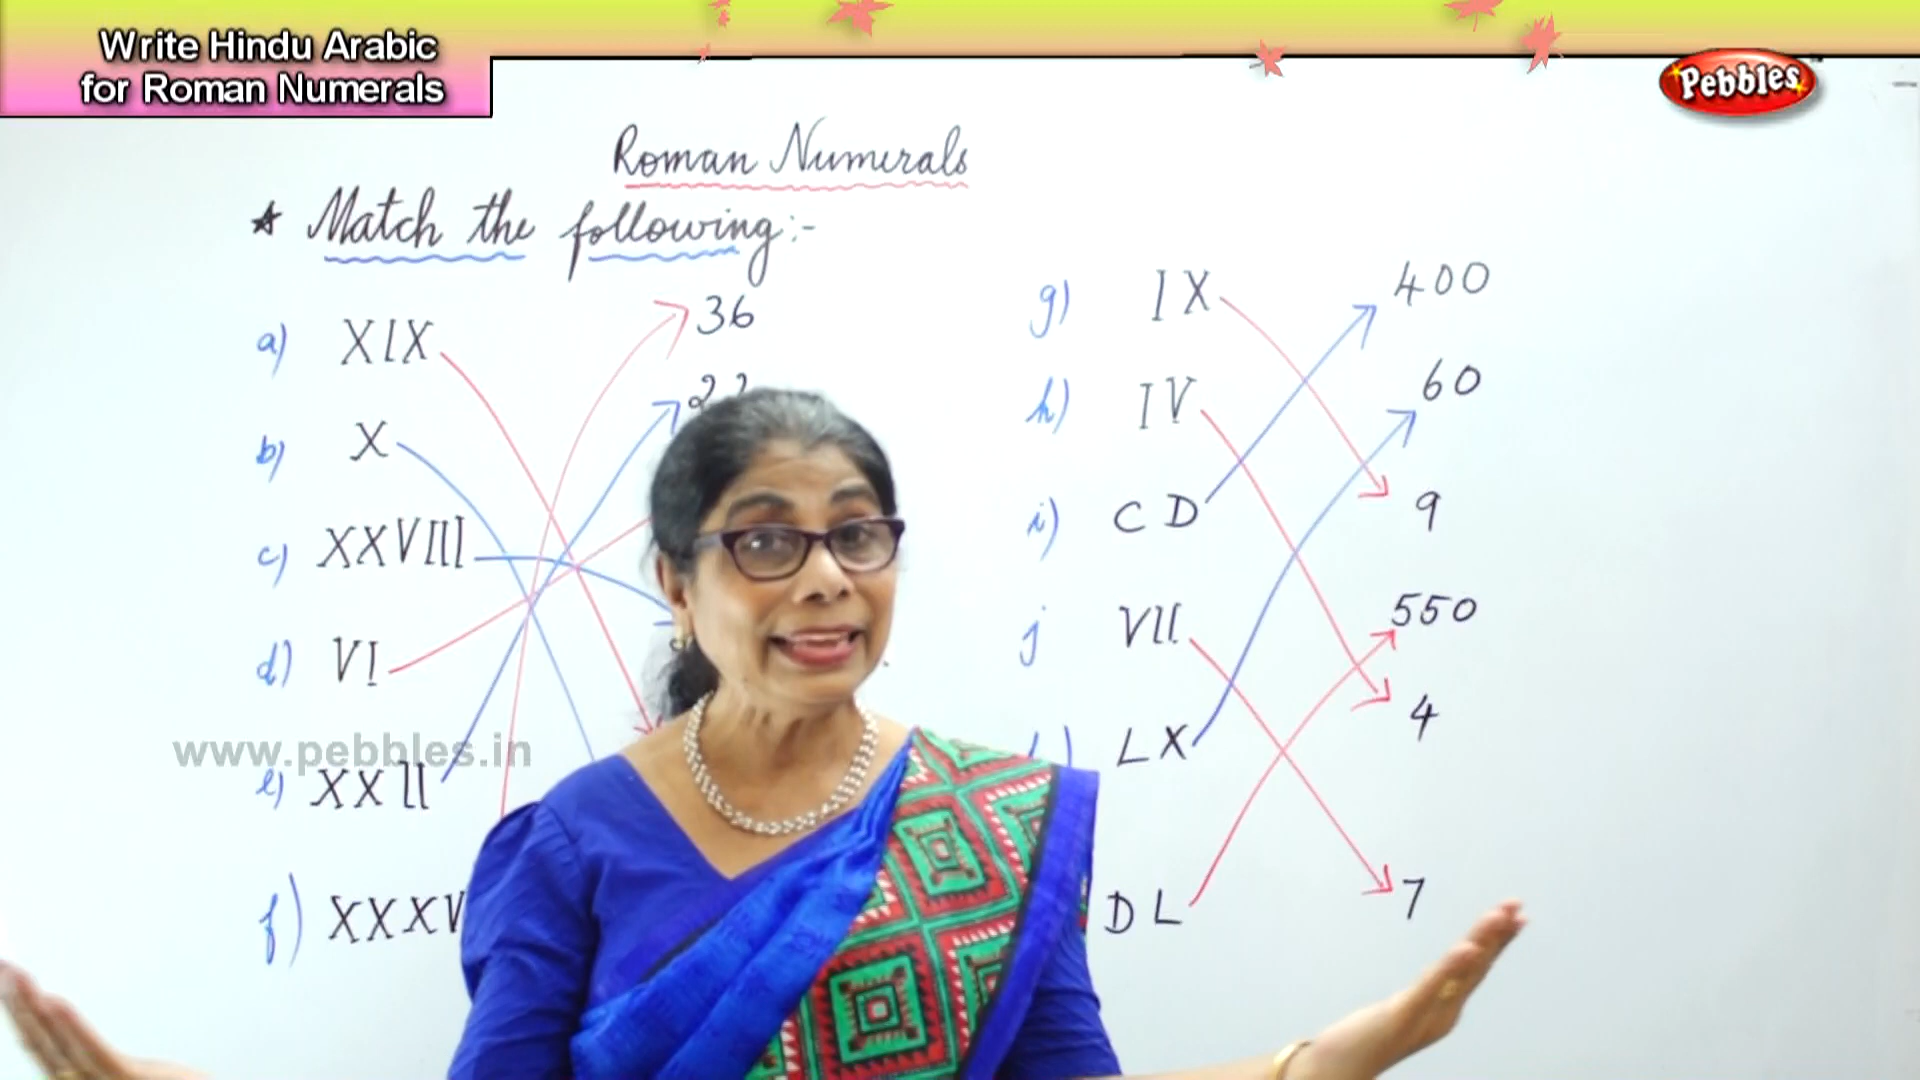 Write Hindu Arabic
for Roman Numerals
Pebbles
Roman Numerals
★ Match the following:-
a) XIX 36
b) X
c) XXVIII
d) VI
e) XXII
f) XXXV
g) IX 400
h) IV 60
i) CD 9
j VII 550
LX 4
DL 7
www.pebbles.in